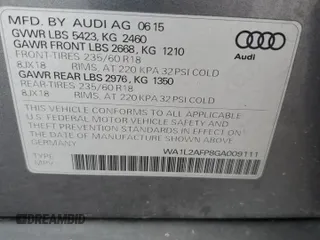 MFD. BY AUDI AG 06 15
GVWR LBS 5423, KG 2460
GAWR FRONT LBS 2668, KG 1210
FRONT-TIRES/235/60 R18
8JX18 RIMS, AT 220 KPA 32 PSI COLD
GAWR REAR LBS 2976, KG 1350
REAR-TIRES/235/60 R18
8JX18 RIMS, AT 220 KPA 32 PSI COLD
THIS VEHICLE CONFORMS TO ALL APPLICABLE
U.S. FEDERAL MOTOR VEHICLE SAFETY AND
THEFT PREVENTION STANDARDS IN EFFECT
ON THE DATE OF MANUFACTURE SHOWN ABOVE
GERMANY
WA1L2AFP8GA009111
TYPE: MPV
Audi